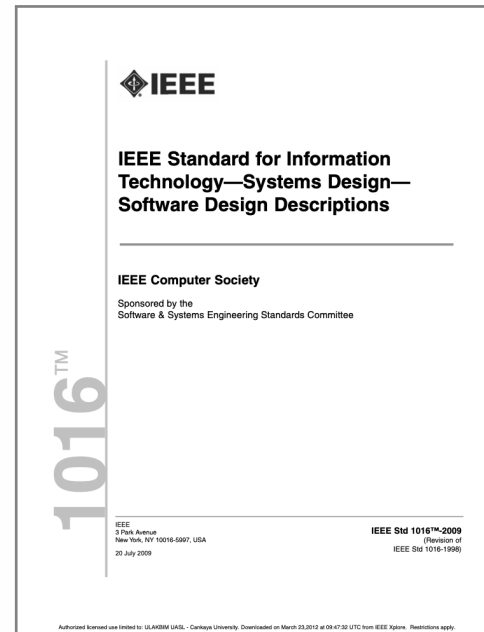 IEEE
IEEE Standard for Information
Technology—Systems Design—
Software Design Descriptions
IEEE Computer Society
Sponsored by the
Software & Systems Engineering Standards Committee
1016™
IEEE
3 Park Avenue
New York, NY 10016-5997, USA
20 July 2009
IEEE Std 1016™-2009
(Revision of
IEEE Std 1016-1998)
Authorized licensed use limited to: ULAKBIM UASL - Cankaya University. Downloaded on March 23,2012 at 09:47:32 UTC from IEEE Xplore. Restrictions apply.